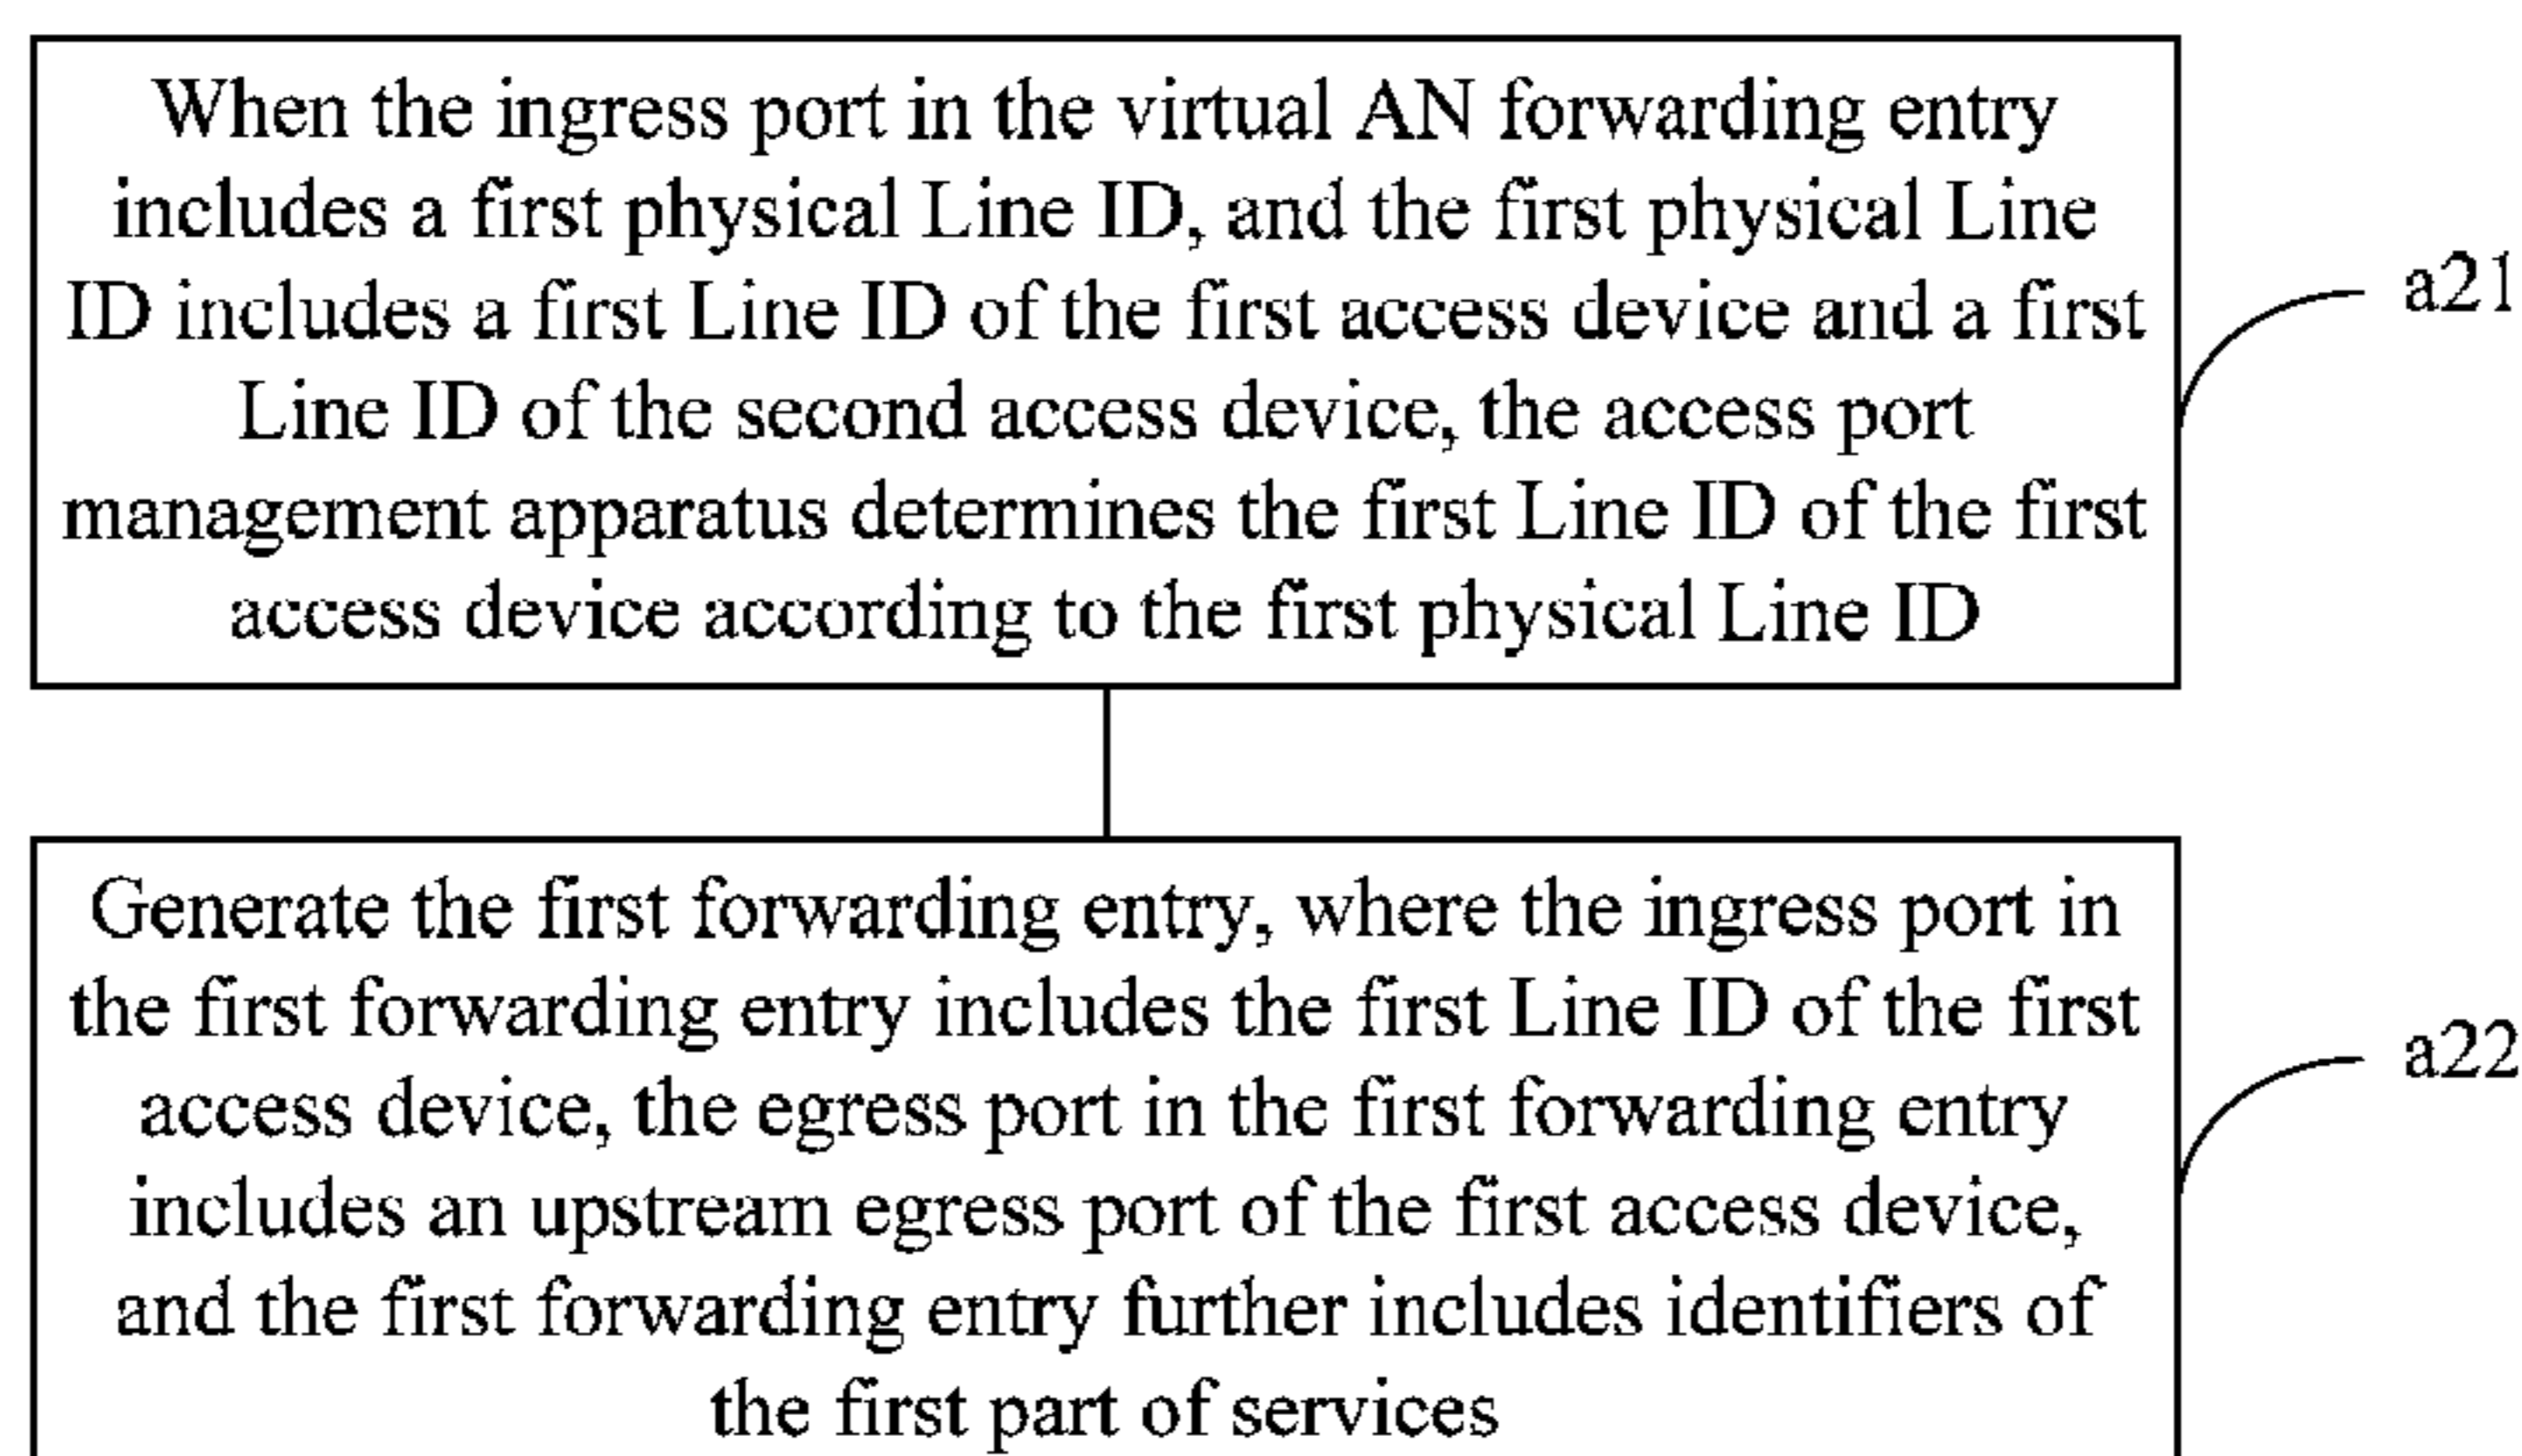 When the ingress port in the virtual AN forwarding entry
includes a first physical Line ID, and the first physical Line
ID includes a first Line ID of the first access device and a first
Line ID of the second access device, the access port
management apparatus determines the first Line ID of the first
access device according to the first physical Line ID
a21
Generate the first forwarding entry, where the ingress port in
the first forwarding entry includes the first Line ID of the first
access device, the egress port in the first forwarding entry
includes an upstream egress port of the first access device,
and the first forwarding entry further includes identifiers of
the first part of services
a22